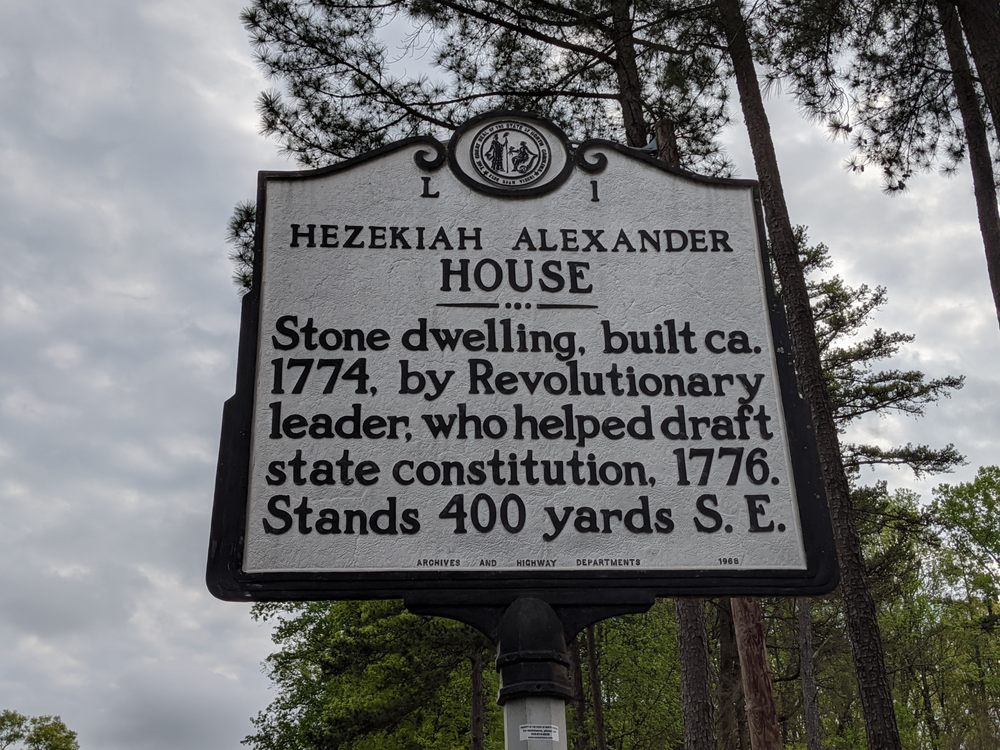 L 1
HEZEKIAH ALEXANDER
HOUSE
Stone dwelling, built ca.
1774, by Revolutionary
leader, who helped draft
state constitution, 1776.
Stands 400 yards S. E.
ARCHIVES AND HIGHWAY DEPARTMENTS 1968